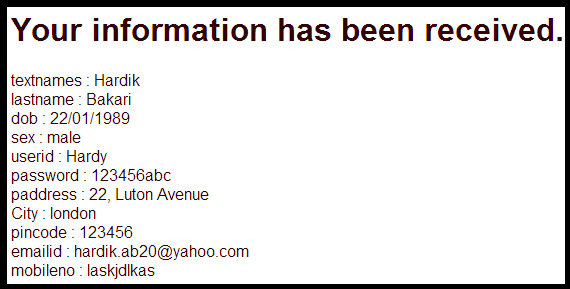 Your information has been received.
textnames : Hardik
lastname : Bakari
dob : 22/01/1989
sex : male
userid : Hardy
password : 123456abc
paddress : 22, Luton Avenue
City : london
pincode : 123456
emailid : hardik.ab20@yahoo.com
mobileno : laskjdlkas